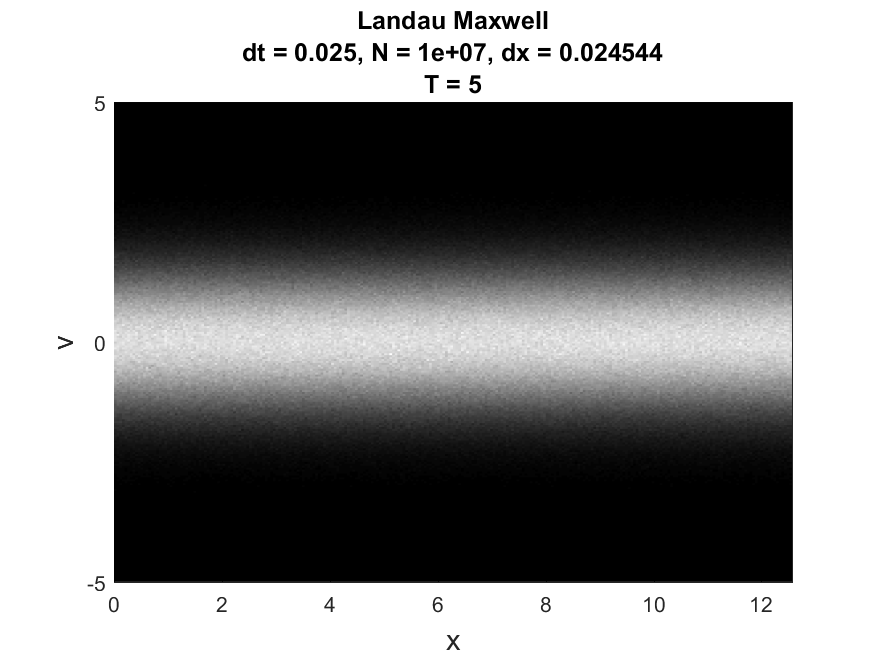 Landau Maxwell
dt = 0.025, N = 1e+07, dx = 0.024544
T = 5
5
0
-5
v
0 2 4 6 8 10 12
x